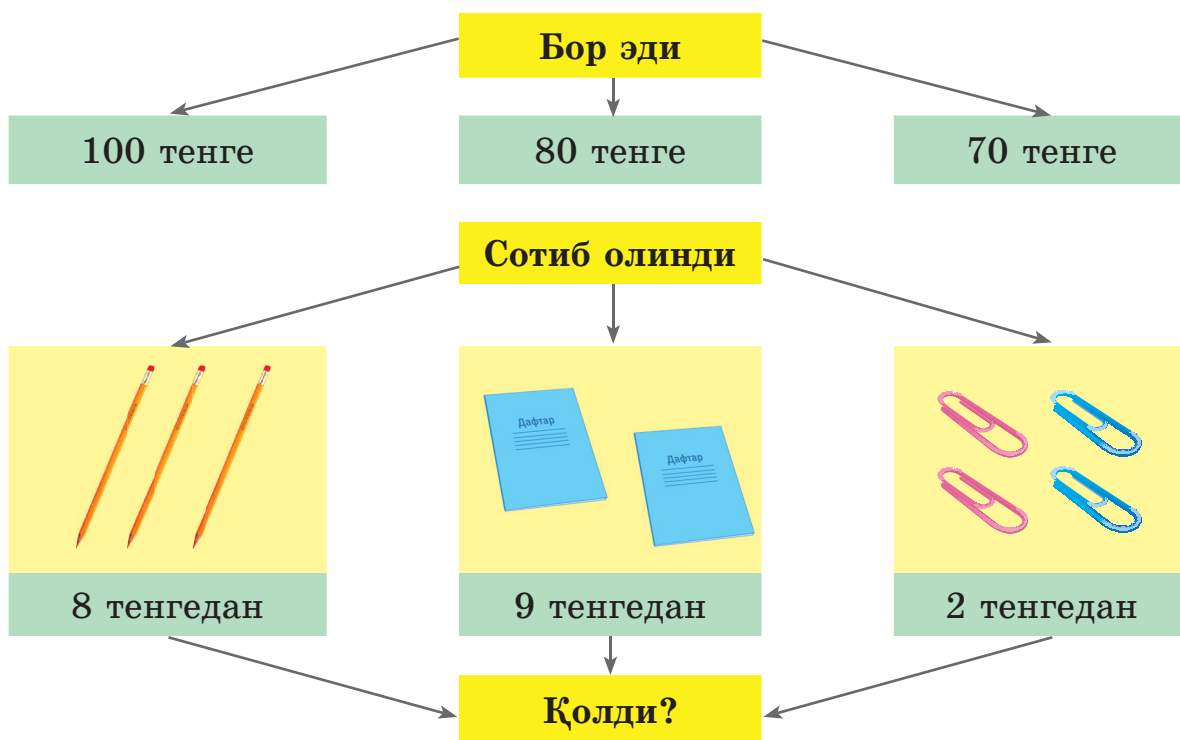 Бор эди
100 тенге
80 тенге
70 тенге
Сотиб олинди
Дафтар
Дафтар
8 тенгедан
9 тенгедан
2 тенгедан
Қолди?